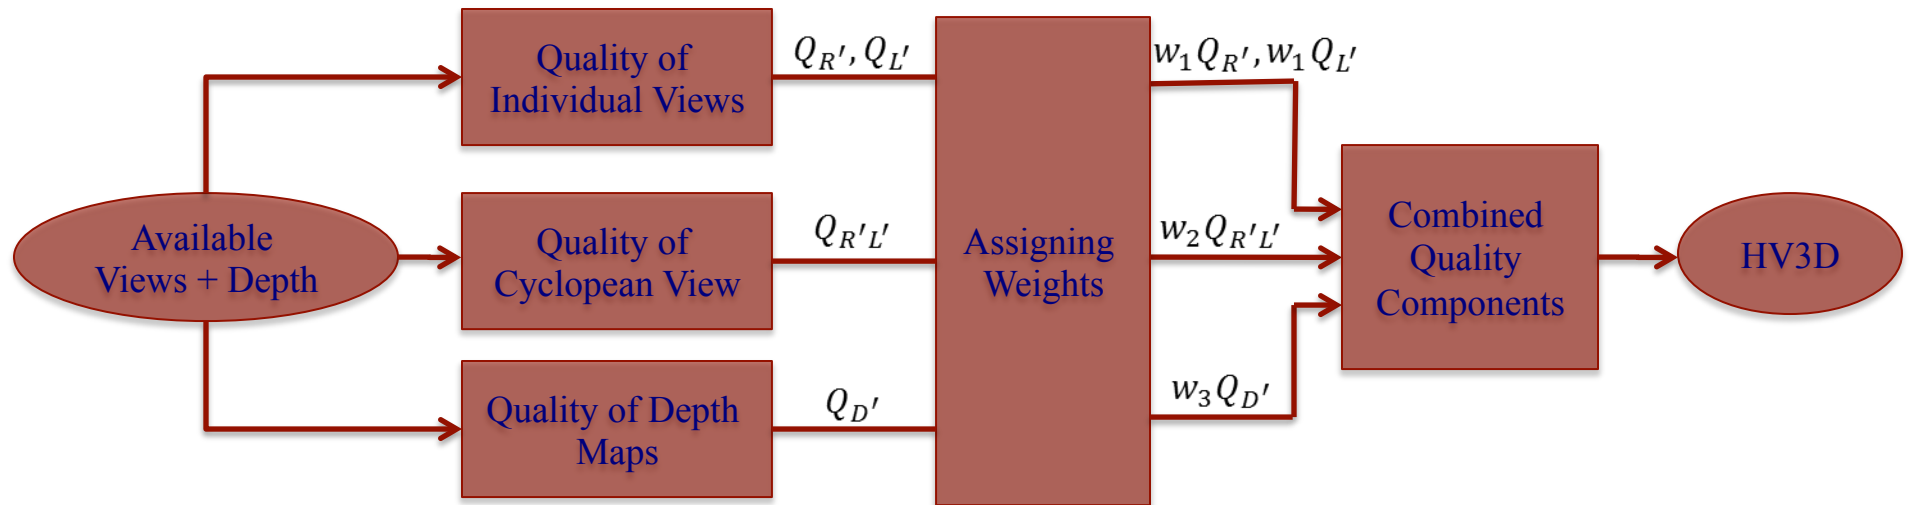 Available
Views + Depth
Quality of
Individual Views
Quality of
Cyclopean View
Quality of Depth
Maps
Q_{R′}, Q_{L′}
Q_{R′L′}
Q_{D′}
Assigning
Weights
w_1 Q_{R′}, w_1 Q_{L′}
w_2 Q_{R′L′}
w_3 Q_{D′}
Combined
Quality
Components
HV3D